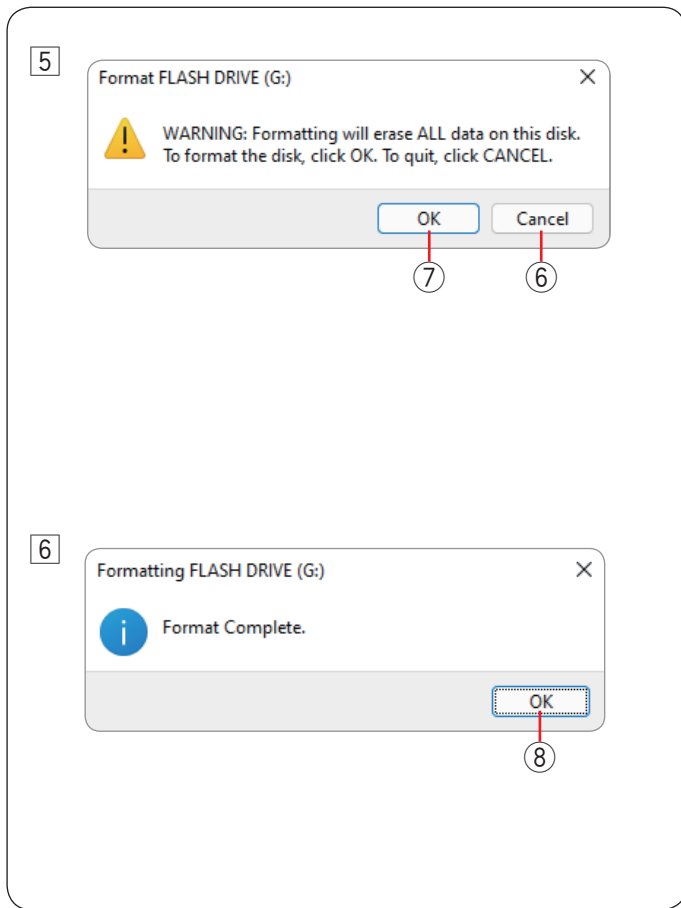 5
Format FLASH DRIVE (G:)
WARNING: Formatting will erase ALL data on this disk.
To format the disk, click OK. To quit, click CANCEL.
OK Cancel
⑦ ⑥
6
Formatting FLASH DRIVE (G:)
Format Complete.
OK
⑧